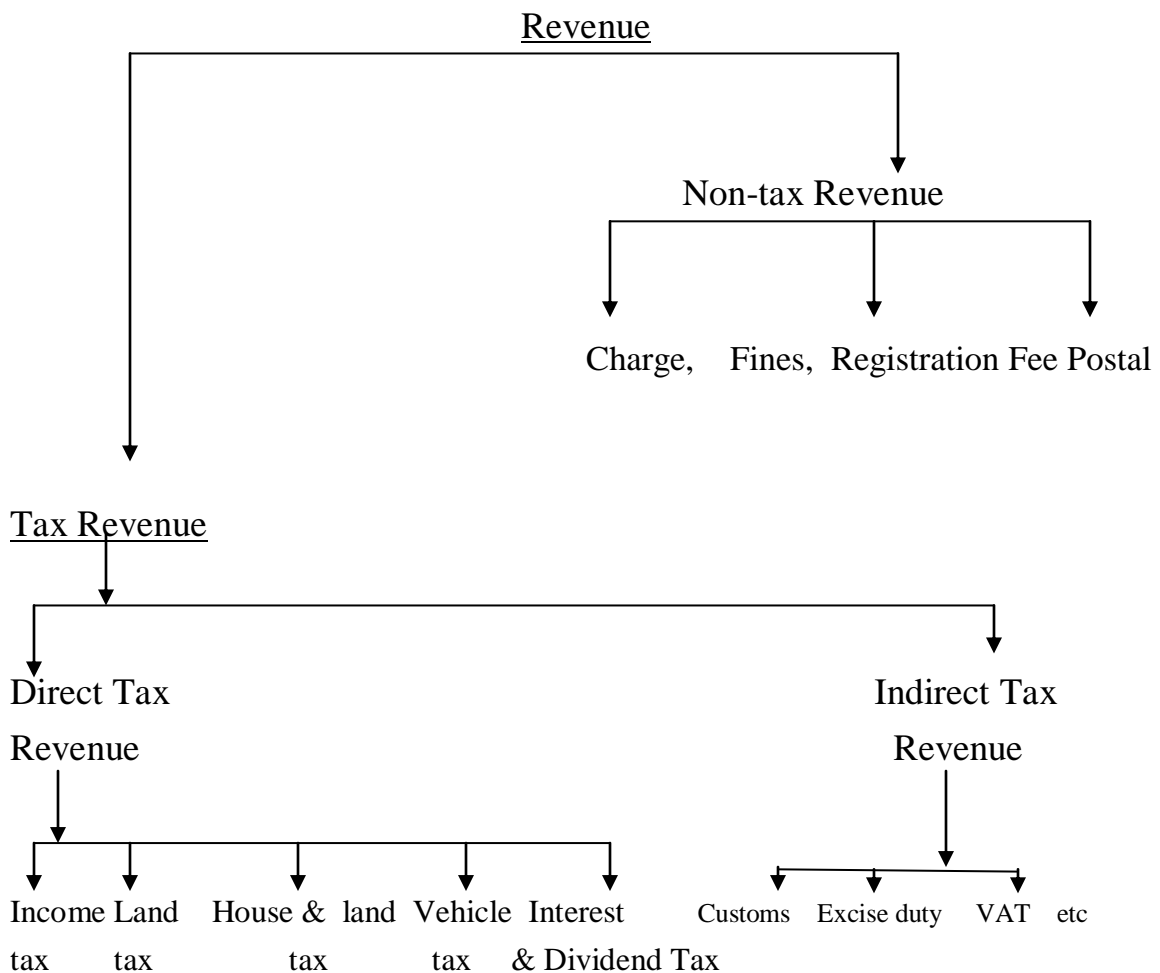 Revenue
Non-tax Revenue
Charge, Fines, Registration Fee Postal
Tax Revenue
Direct Tax Indirect Tax
Revenue Revenue
Income Land House & land Vehicle Interest Customs Excise duty VAT etc
tax tax tax tax & Dividend Tax